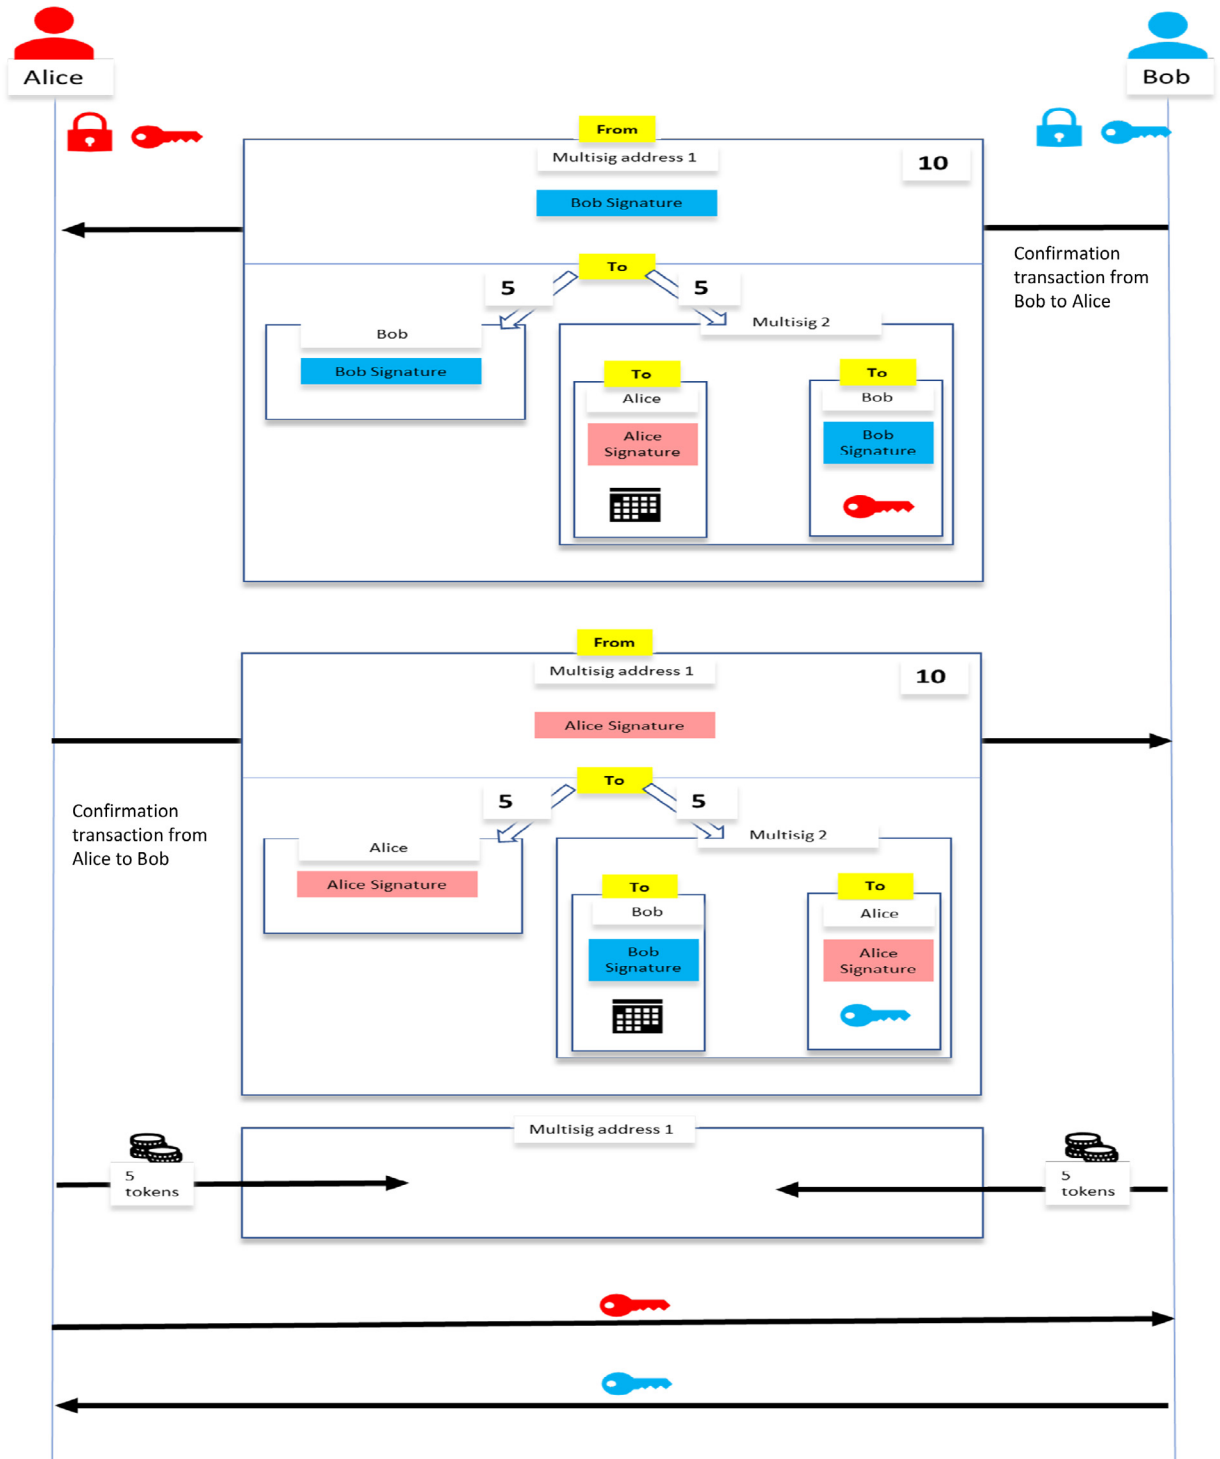 Alice
Bob
From
Multisig address 1
10
Bob Signature
Confirmation
transaction from
Bob to Alice
To
5
5
Bob
Bob Signature
Multisig 2
To
Alice
Alice
Signature
To
Bob
Bob
Signature
From
Multisig address 1
10
Alice Signature
Confirmation
transaction from
Alice to Bob
To
5
5
Alice
Alice Signature
Multisig 2
To
Bob
Bob
Signature
To
Alice
Alice
Signature
Multisig address 1
5
tokens
5
tokens